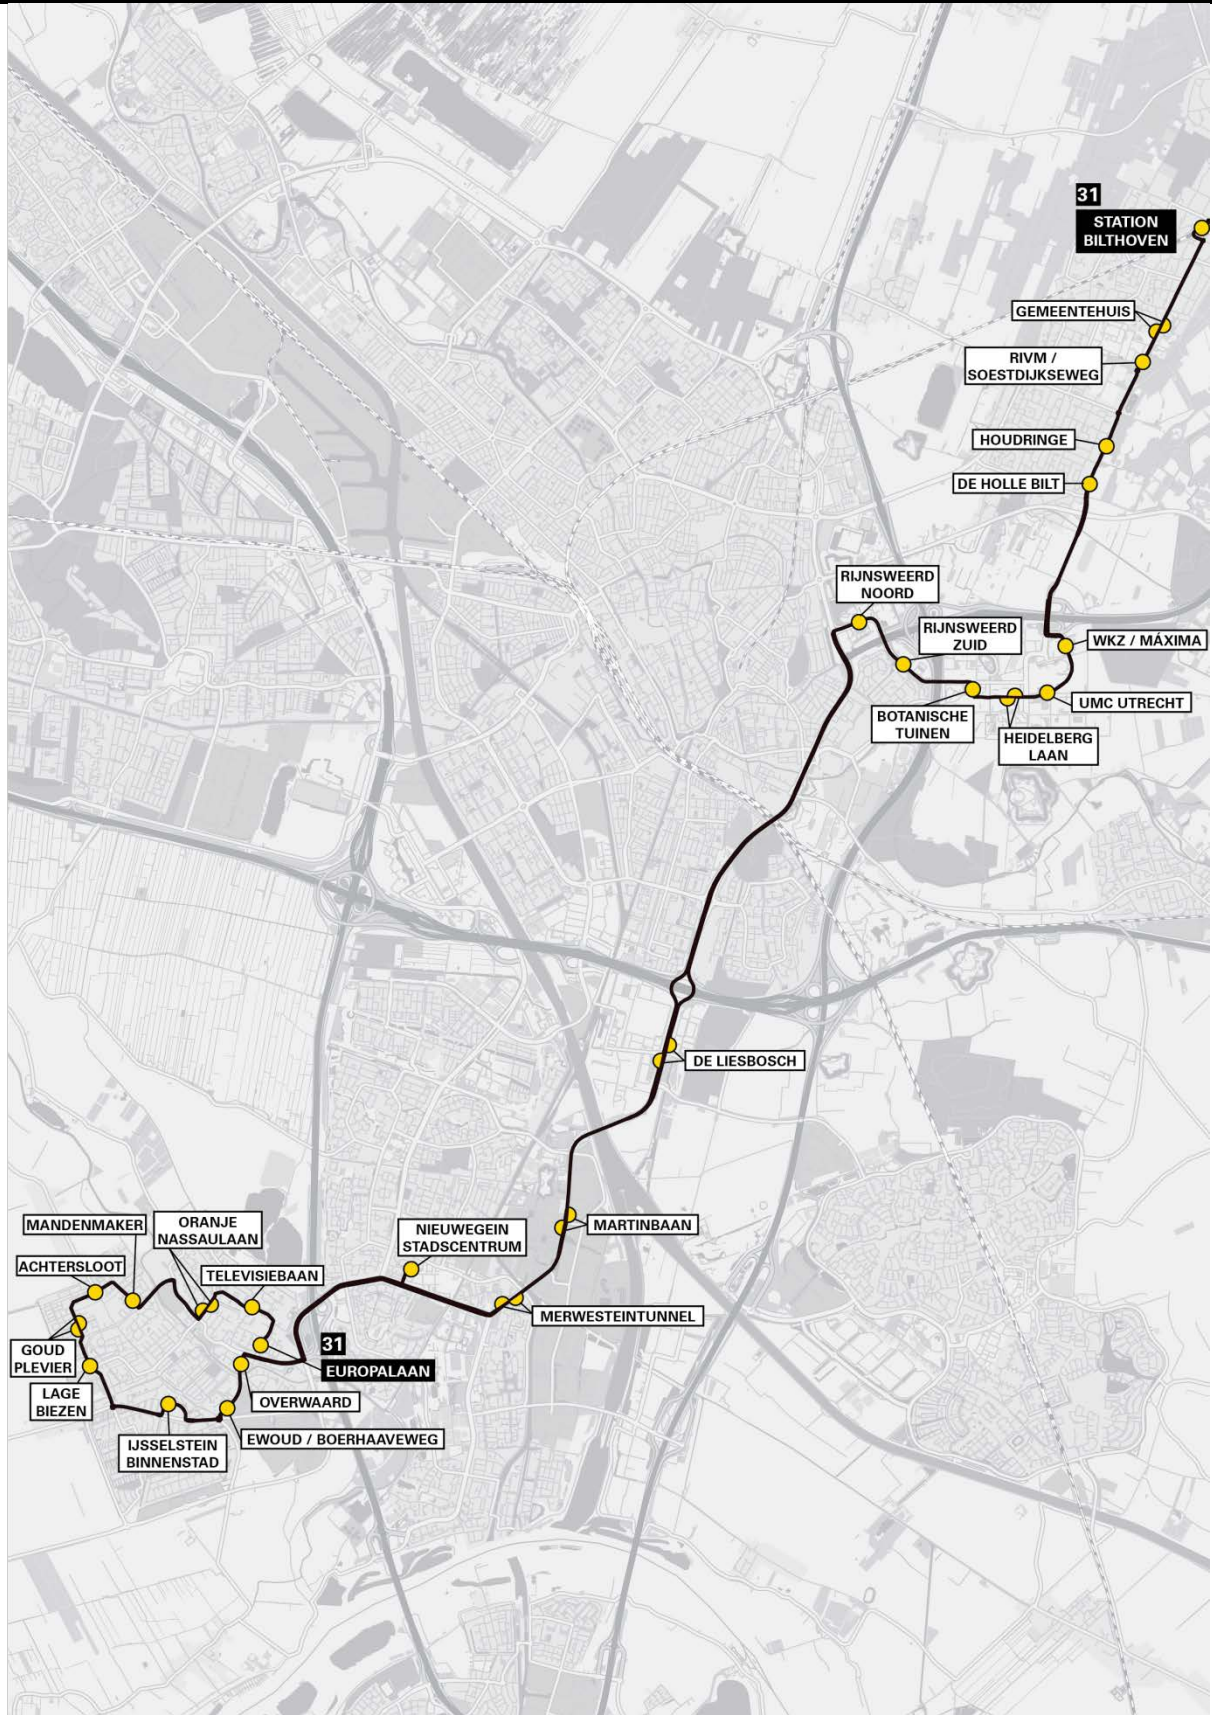 31
STATION
BILTHOVEN
GEMEENTEHUIS
RIVM /
SOESTDIJKSEWEG
HOUDRINGE
DE HOLLE BILT
RIJNSWEERD
NOORD
RIJNSWEERD
ZUID
WKZ / MÁXIMA
UMC UTRECHT
BOTANISCHE
TUINEN
HEIDELBERG
LAAN
DE LIESBOSCH
MARTINBAAN
NIEUWEGEIN
STADSCENTRUM
MERWESTEINTUNNEL
MANDENMAKER
ORANJE
NASSAULAAN
ACHTERSLOOT
TELEVISIEBAAN
GOUD
PLEVIER
31
EUROPALAAN
LAGE
BIEZEN
OVERWAARD
EWOUD / BOERHAAVEWEG
IJSSELSTEIN
BINNENSTAD